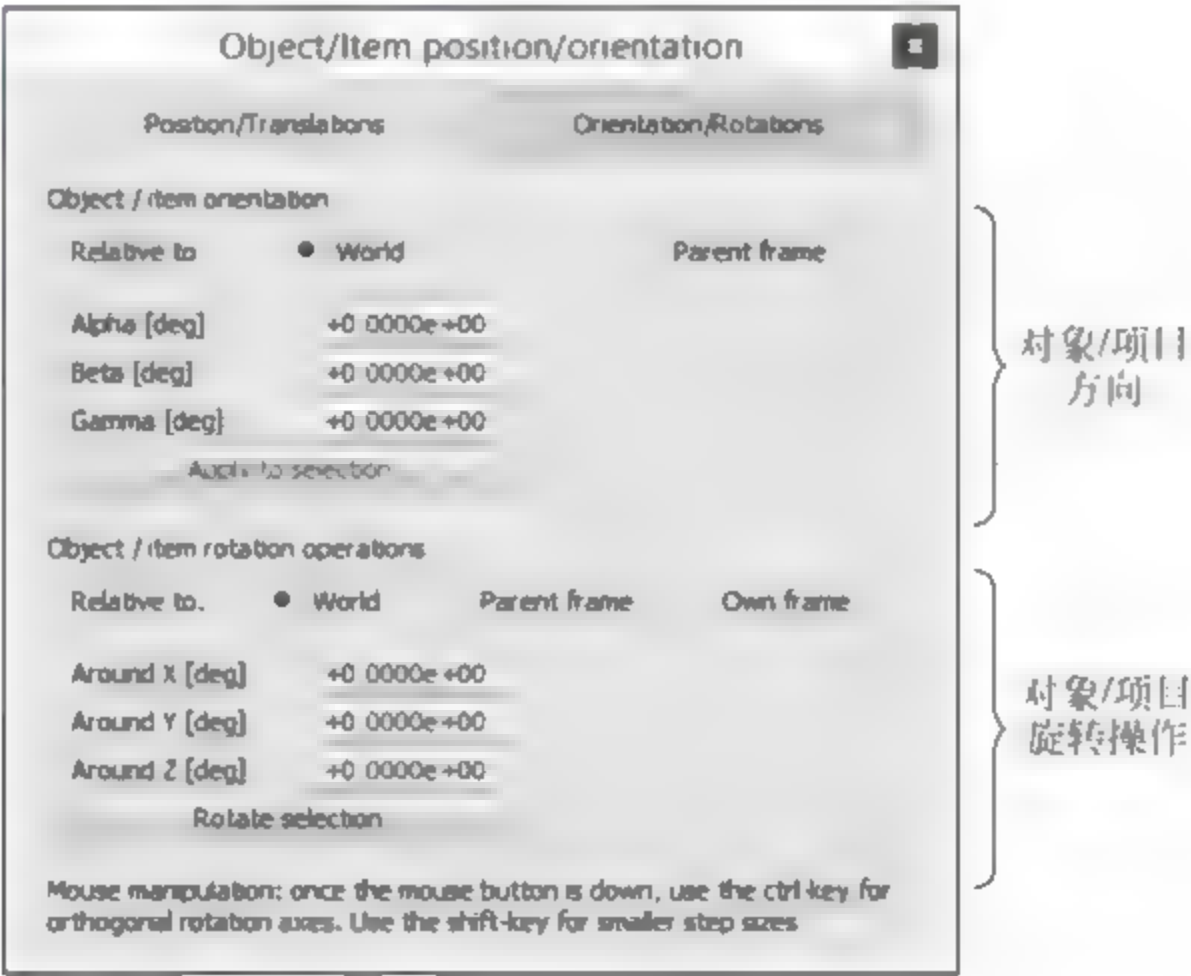 Object/Item position/orientation
Position/Translations
Orientation/Rotations
Object / item orientation
Relative to
World
Parent frame
Alpha [deg]
+0 0000e+00
Beta [deg]
+0 0000e+00
Gamma [deg]
+0 0000e+00
Apply to selection
对象/项目
方向
Object / item rotation operations
Relative to.
World
Parent frame
Own frame
Around X [deg]
+0 0000e+00
Around Y [deg]
+0 0000e+00
Around Z [deg]
+0 0000e+00
Rotate selection
对象/项目
旋转操作
Mouse manipulation: once the mouse button is down, use the ctrl-key for
orthogonal rotation axes. Use the shift-key for smaller step sizes